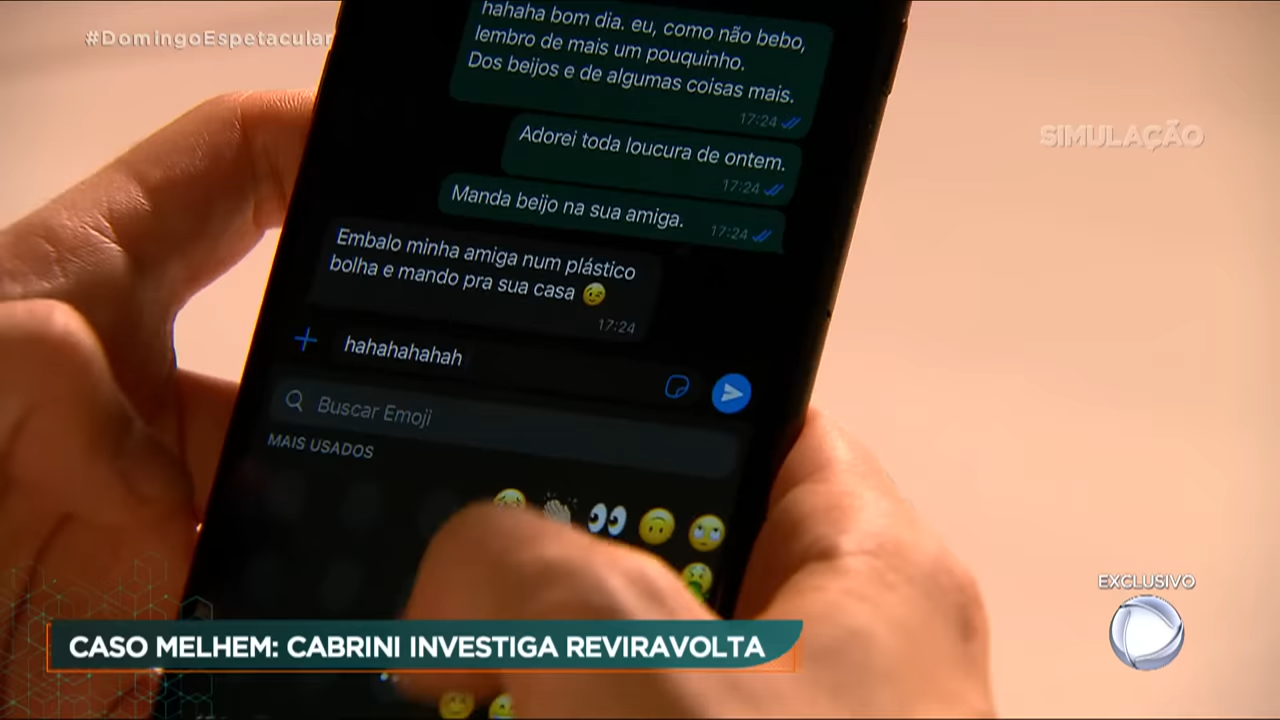 #DomingoEspetacular
hahaha bom dia. eu, como não bebo,
lembro de mais um pouquinho.
Dos beijos e de algumas coisas mais.
17:24
SIMULAÇÃO
Adorei toda loucura de ontem.
17:24
Manda beijo na sua amiga.
17:24
Embalo minha amiga num plástico
bolha e mando pra sua casa 😉
17:24
hahahahahah
Buscar Emoji
MAIS USADOS
EXCLUSIVO
CASO MELHEM: CABRINI INVESTIGA REVIRAVOLTA